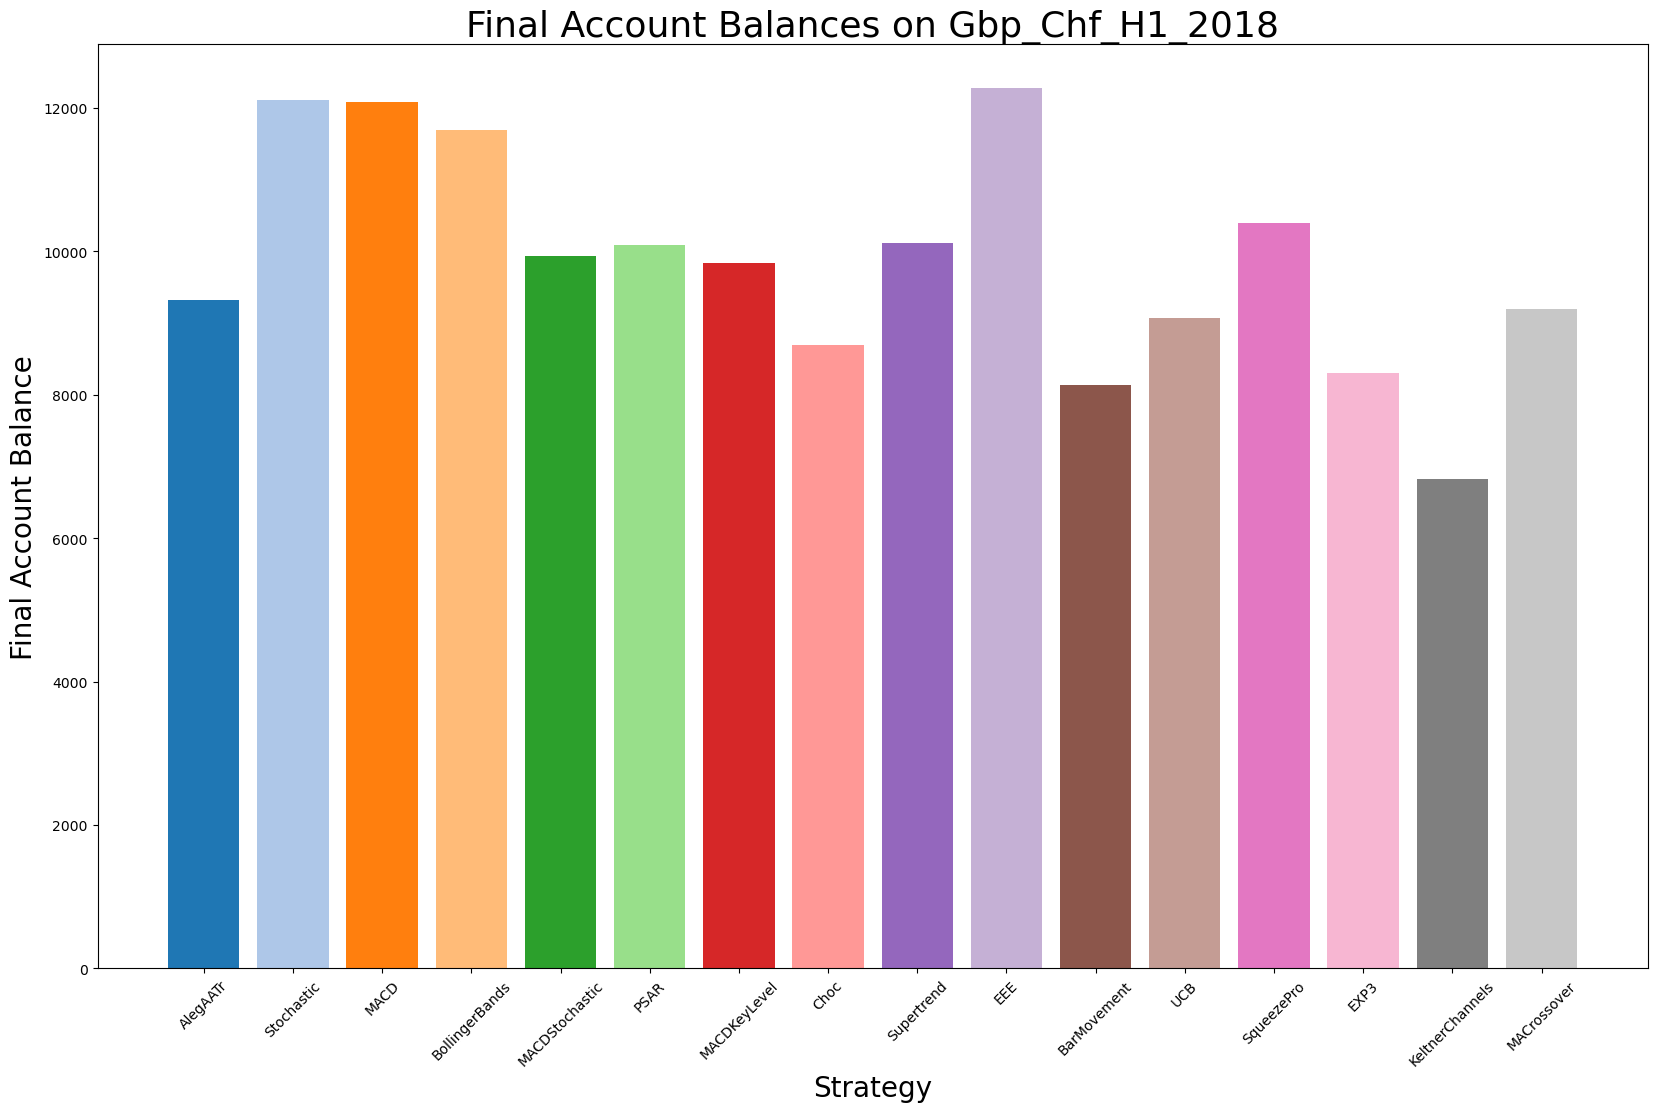 Final Account Balances on Gbp_Chf_H1_2018
Final Account Balance
12000
10000
8000
6000
4000
2000
0
AlegAATr
Stochastic
MACD
BollingerBands
MACDStochastic
PSAR
MACDKeyLevel
Choc
Supertrend
EEE
BarMovement
UCB
SqueezePro
EXP3
KeltnerChannels
MACrossover
Strategy